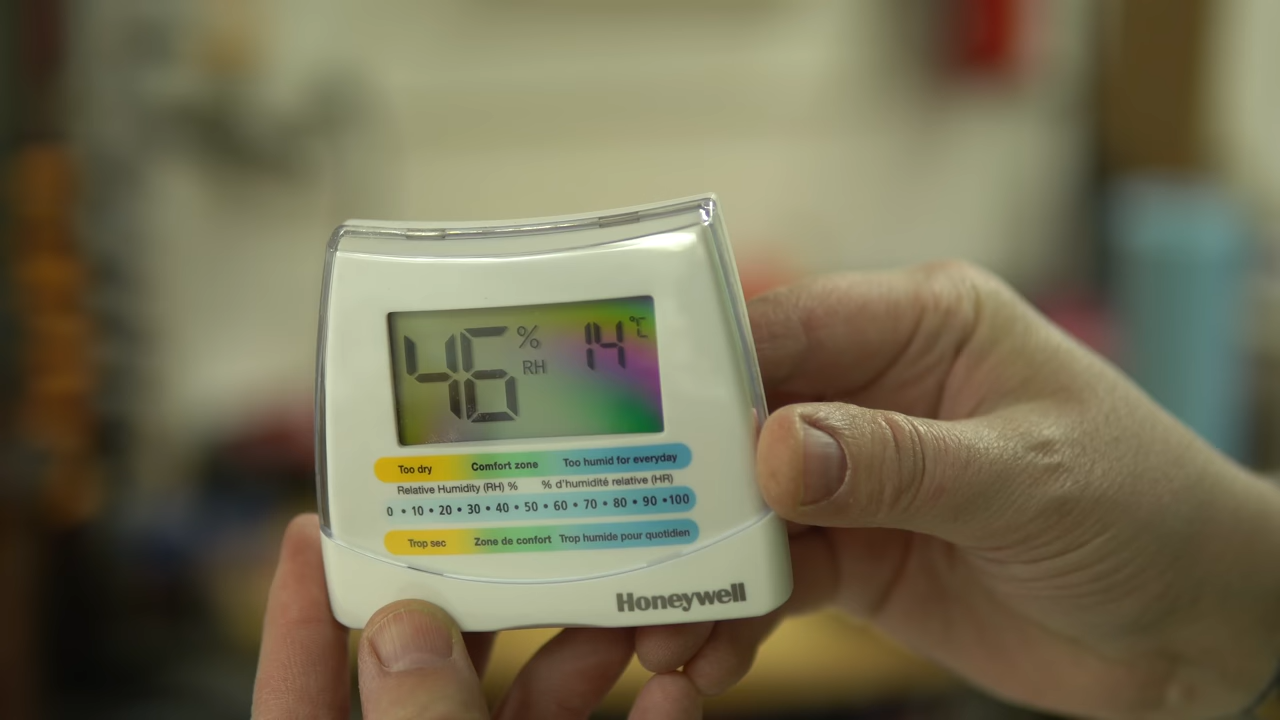 46 % RH 14 °C
Too dry Comfort zone Too humid for everyday
Relative Humidity (RH) % % d'humidité relative (HR)
0 • 10 • 20 • 30 • 40 • 50 • 60 • 70 • 80 • 90 • 100
Trop sec Zone de confort Trop humide pour quotidien
Honeywell